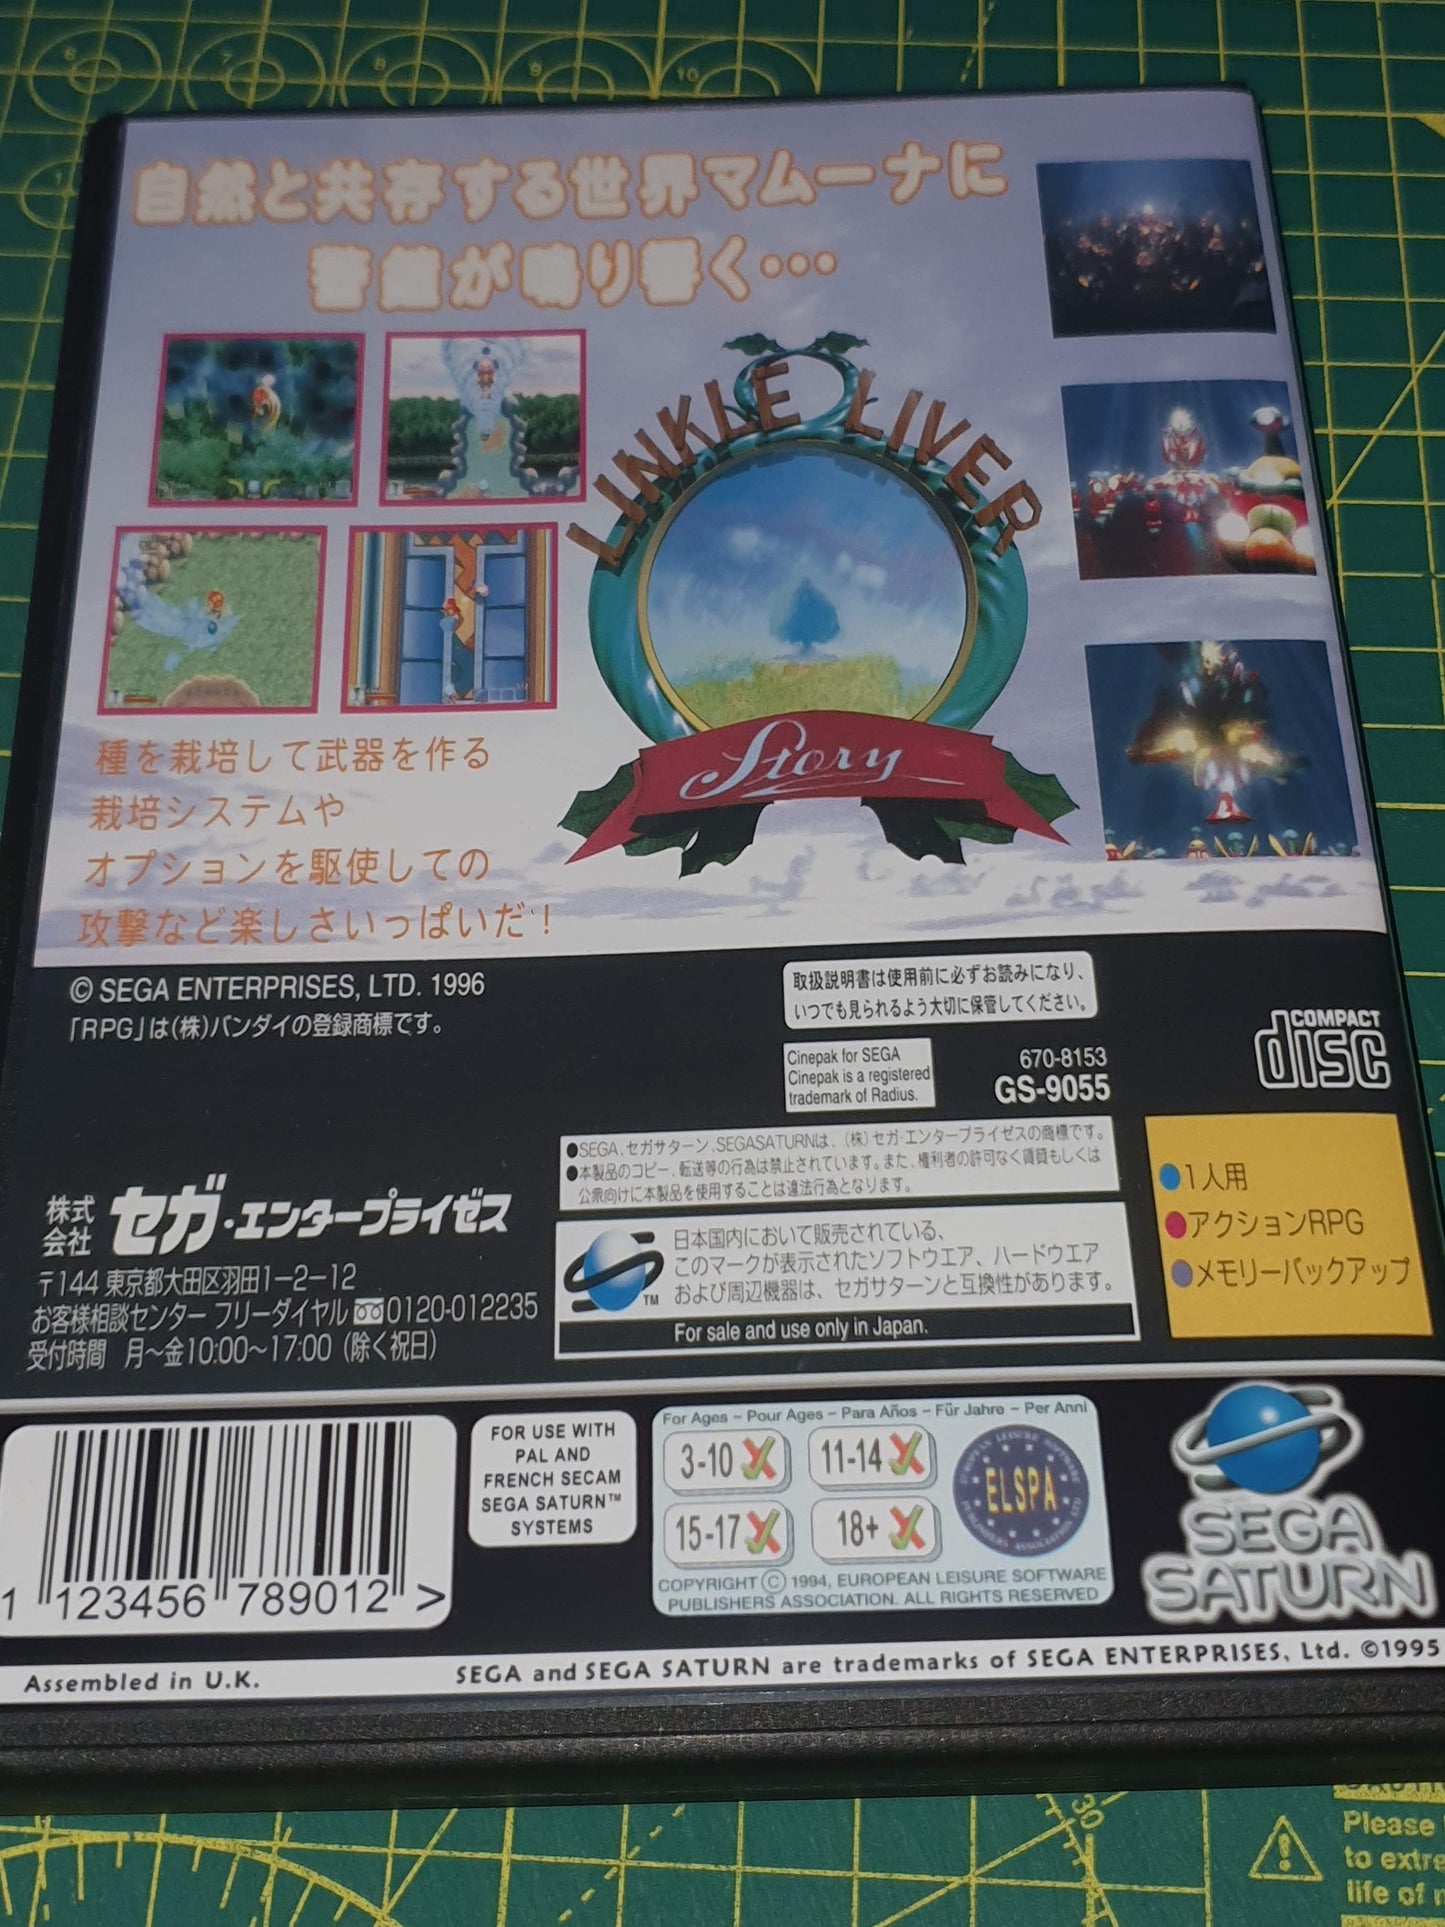 自然と共存する世界マムーナに
警鐘が鳴り響く…
LINKLE LIVER
Story
種を栽培して武器を作る
栽培システムや
オプションを駆使しての
攻撃など楽しさいっぱいだ！
© SEGA ENTERPRISES, LTD. 1996
「RPG」は(株)バンダイの登録商標です。
取扱説明書は使用前に必ずお読みになり、
いつでも見られるよう大切に保管してください。
Cinepak for SEGA
Cinepak is a registered
trademark of Radius.
670-8153
GS-9055
COMPACT
disc
●SEGA、セガサターン、SEGASATURNは、(株)セガ・エンタープライゼスの商標です。
●本製品のコピー、転送等の行為は禁止されています。また、権利者の許可なく賃貸もしくは
公衆向けに本製品を使用することは違法行為となります。
日本国内において販売されている、
このマークが表示されたソフトウエア、ハードウエア
および周辺機器は、セガサターンと互換性があります。
TM
For sale and use only in Japan.
●1人用
●アクションRPG
●メモリーバックアップ
株式会社 セガ・エンタープライゼス
〒144 東京都大田区羽田1-2-12
お客様相談センター フリーダイヤル 0120-012235
受付時間 月〜金10:00〜17:00 (除く祝日)
1 123456 789012 >
FOR USE WITH
PAL AND
FRENCH SECAM
SEGA SATURN™
SYSTEMS
For Ages ~ Pour Ages ~ Para Años ~ Für Jahre ~ Per Anni
3-10
11-14
15-17
18+
EUROPEAN LEISURE SOFTWARE PUBLISHERS ASSOCIATION LTD
ELSPA
COPYRIGHT © 1994, EUROPEAN LEISURE SOFTWARE
PUBLISHERS ASSOCIATION. ALL RIGHTS RESERVED
SEGA
SATURN
Assembled in U.K.
SEGA and SEGA SATURN are trademarks of SEGA ENTERPRISES, Ltd. ©1995
30
Please
to extre
life of